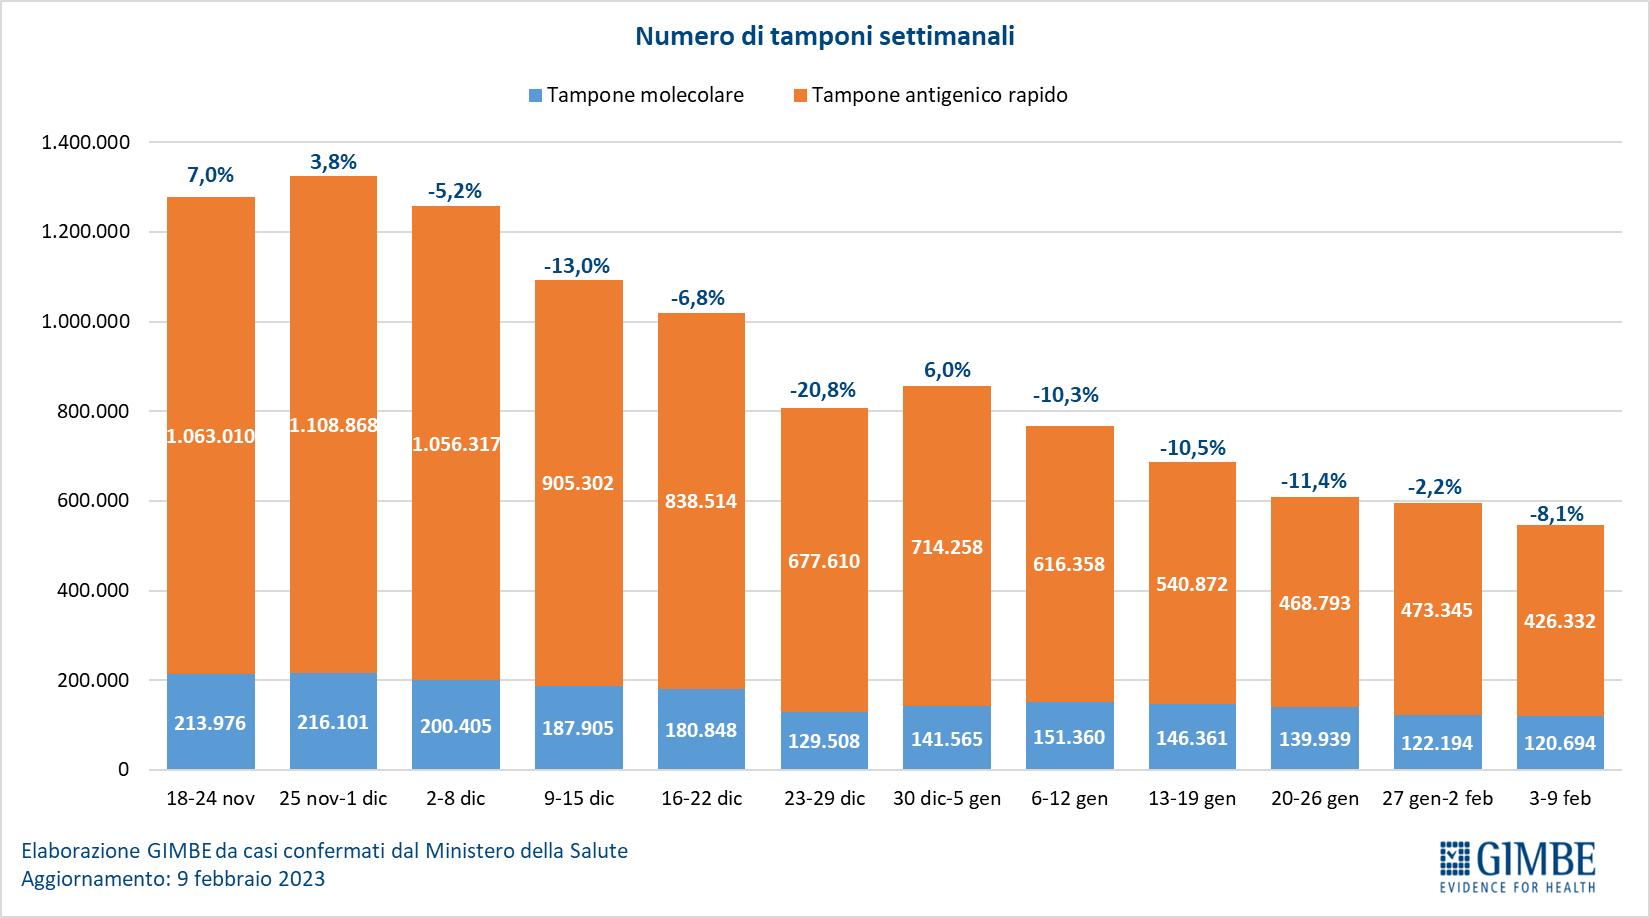 Numero di tamponi settimanali
Tampone molecolare Tampone antigenico rapido
1.400.000
1.200.000
1.000.000
800.000
600.000
400.000
200.000
0
7,0% 3,8% -5,2% -13,0% -6,8% -20,8% 6,0% -10,3% -10,5% -11,4% -2,2% -8,1%
1.063.010 1.108.868 1.056.317 905.302 838.514 677.610 714.258 616.358 540.872 468.793 473.345 426.332
213.976 216.101 200.405 187.905 180.848 129.508 141.565 151.360 146.361 139.939 122.194 120.694
18-24 nov 25 nov-1 dic 2-8 dic 9-15 dic 16-22 dic 23-29 dic 30 dic-5 gen 6-12 gen 13-19 gen 20-26 gen 27 gen-2 feb 3-9 feb
Elaborazione GIMBE da casi confermati dal Ministero della Salute
Aggiornamento: 9 febbraio 2023
GIMBE
EVIDENCE FOR HEALTH